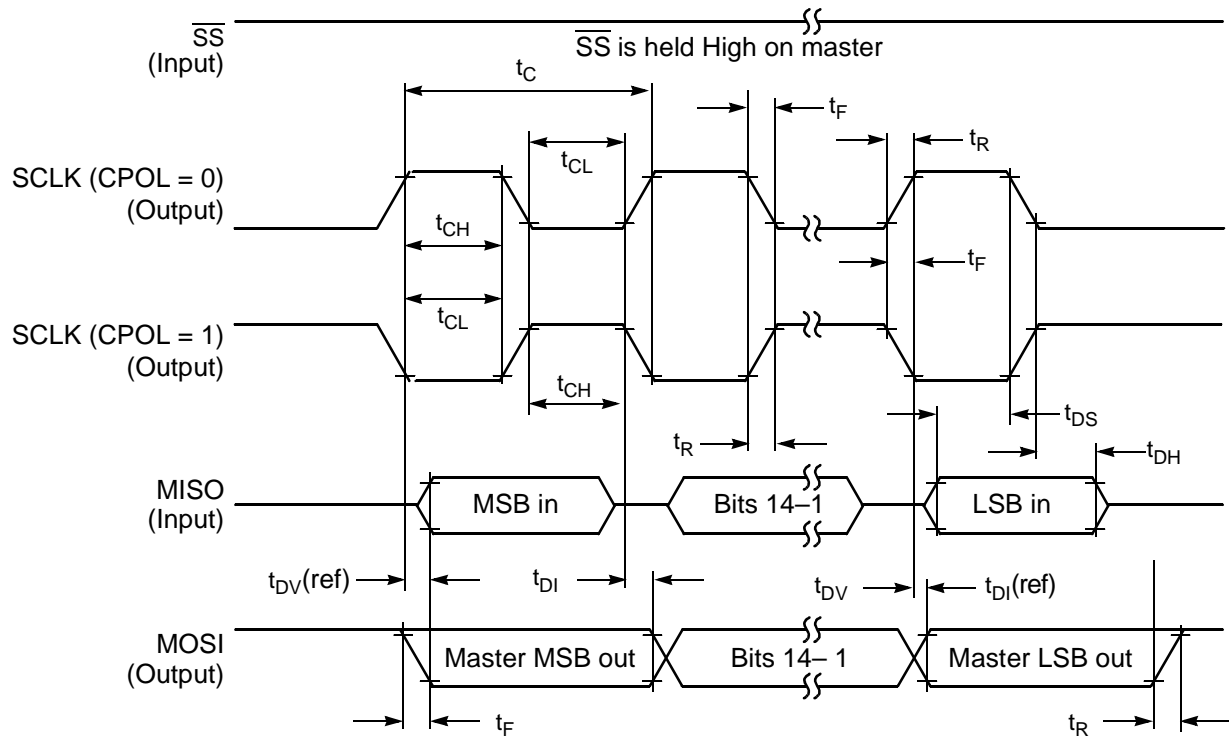 SS
(Input)
SS is held High on master
tC
tF
tR
SCLK (CPOL = 0)
(Output)
tCL
tCH
tF
tCL
SCLK (CPOL = 1)
(Output)
tCH
tDS
tR
tDH
MISO
(Input)
MSB in
Bits 14–1
LSB in
tDV(ref)
tDI
tDV
tDI(ref)
MOSI
(Output)
Master MSB out
Bits 14– 1
Master LSB out
tF
tR